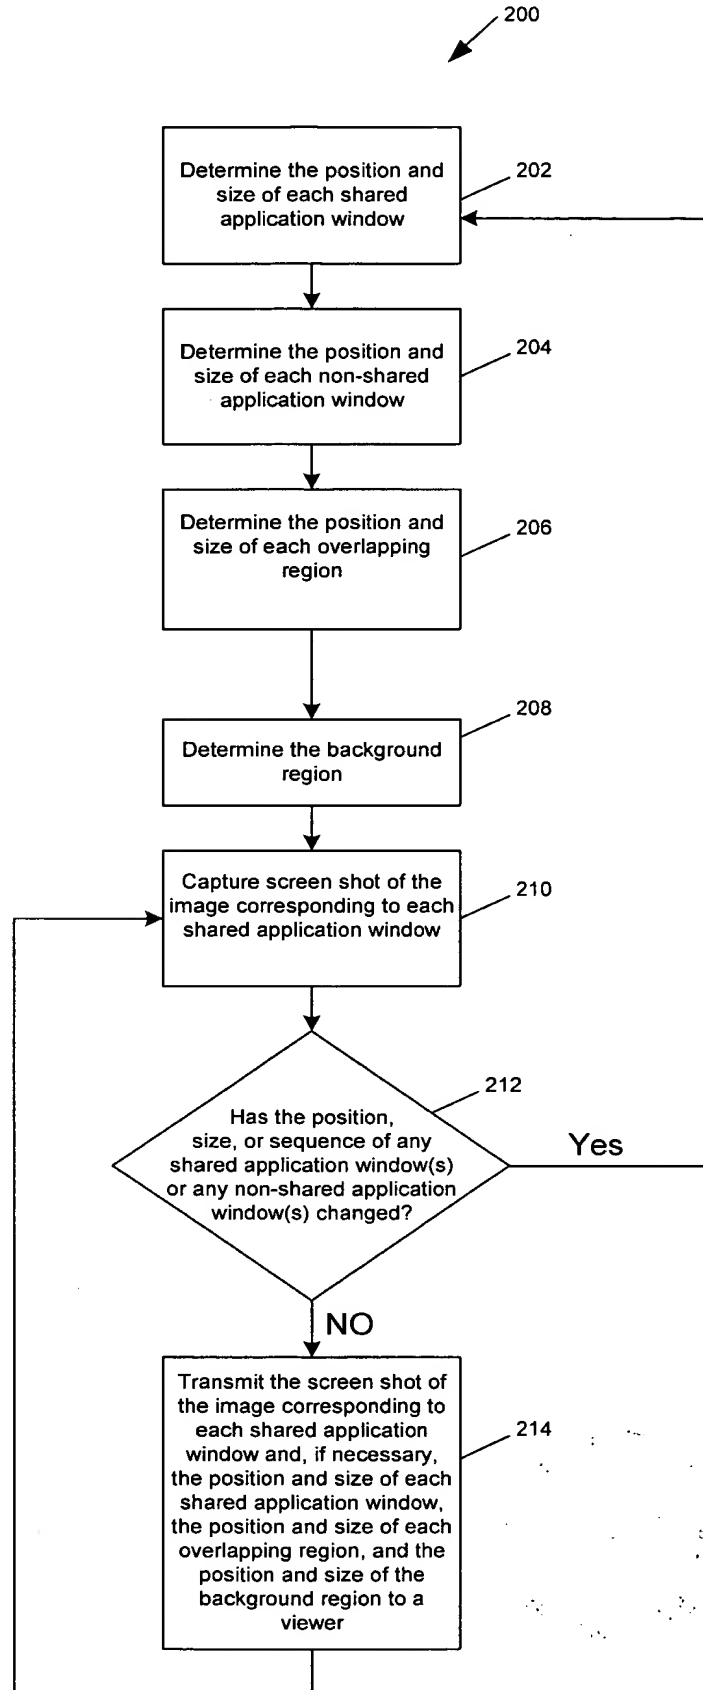 200
Determine the position and
size of each shared
application window
202
Determine the position and
size of each non-shared
application window
204
Determine the position and
size of each overlapping
region
206
208
Determine the background
region
Capture screen shot of the
image corresponding to each
shared application window
210
212
Has the position,
size, or sequence of any
shared application window(s)
or any non-shared application
window(s) changed?
Yes
NO
Transmit the screen shot of
the image corresponding to
each shared application
window and, if necessary,
the position and size of each
shared application window,
the position and size of each
overlapping region, and the
position and size of the
background region to a
viewer
214